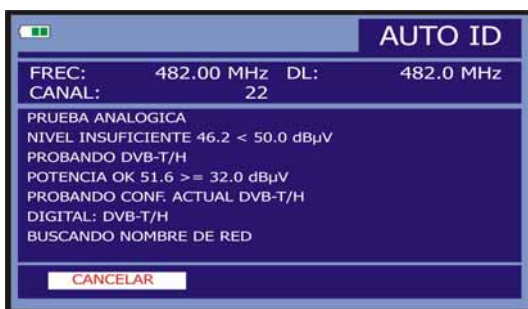 AUTO ID
FREC: 482.00 MHz DL: 482.0 MHz
CANAL: 22
PRUEBA ANALOGICA
NIVEL INSUFICIENTE 46.2 < 50.0 dBµV
PROBANDO DVB-T/H
POTENCIA OK 51.6 >= 32.0 dBµV
PROBANDO CONF. ACTUAL DVB-T/H
DIGITAL: DVB-T/H
BUSCANDO NOMBRE DE RED
CANCELAR